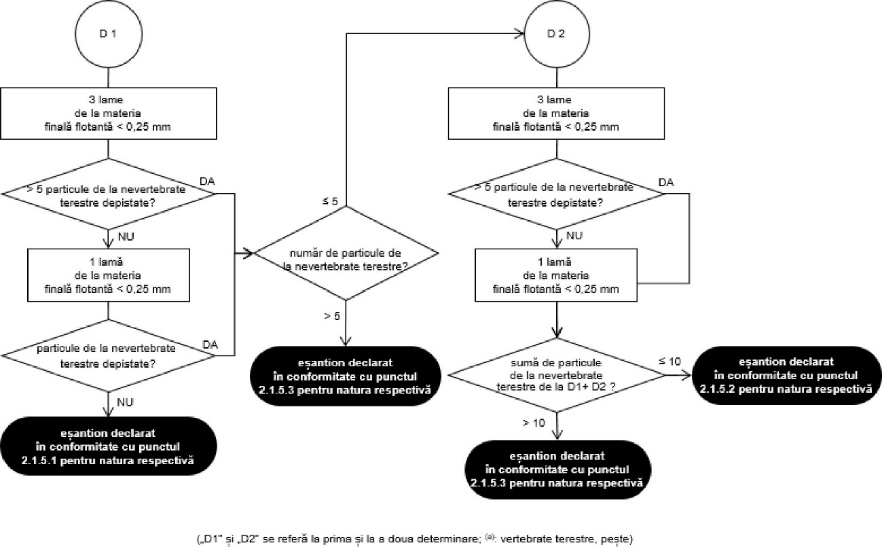 D 1
3 lame
de la materia
finală flotantă < 0,25 mm
> 5 particule de la nevertebrate
terestre depistate?
DA
NU
1 lamă
de la materia
finală flotantă < 0,25 mm
particule de la nevertebrate
terestre depistate?
DA
NU
eșantion declarat
în conformitate cu punctul
2.1.5.1 pentru natura respectivă
≤ 5
număr de particule de
la nevertebrate terestre?
> 5
eșantion declarat
în conformitate cu punctul
2.1.5.3 pentru natura respectivă
D 2
3 lame
de la materia
finală flotantă < 0,25 mm
> 5 particule de la nevertebrate
terestre depistate?
DA
NU
1 lamă
de la materia
finală flotantă < 0,25 mm
sumă de particule
de la nevertebrate
terestre de la D1+ D2 ?
≤ 10
eșantion declarat
în conformitate cu punctul
2.1.5.2 pentru natura respectivă
> 10
eșantion declarat
în conformitate cu punctul
2.1.5.3 pentru natura respectivă
(„D1” și „D2” se referă la prima și la a doua determinare; (a): vertebrate terestre, pește)